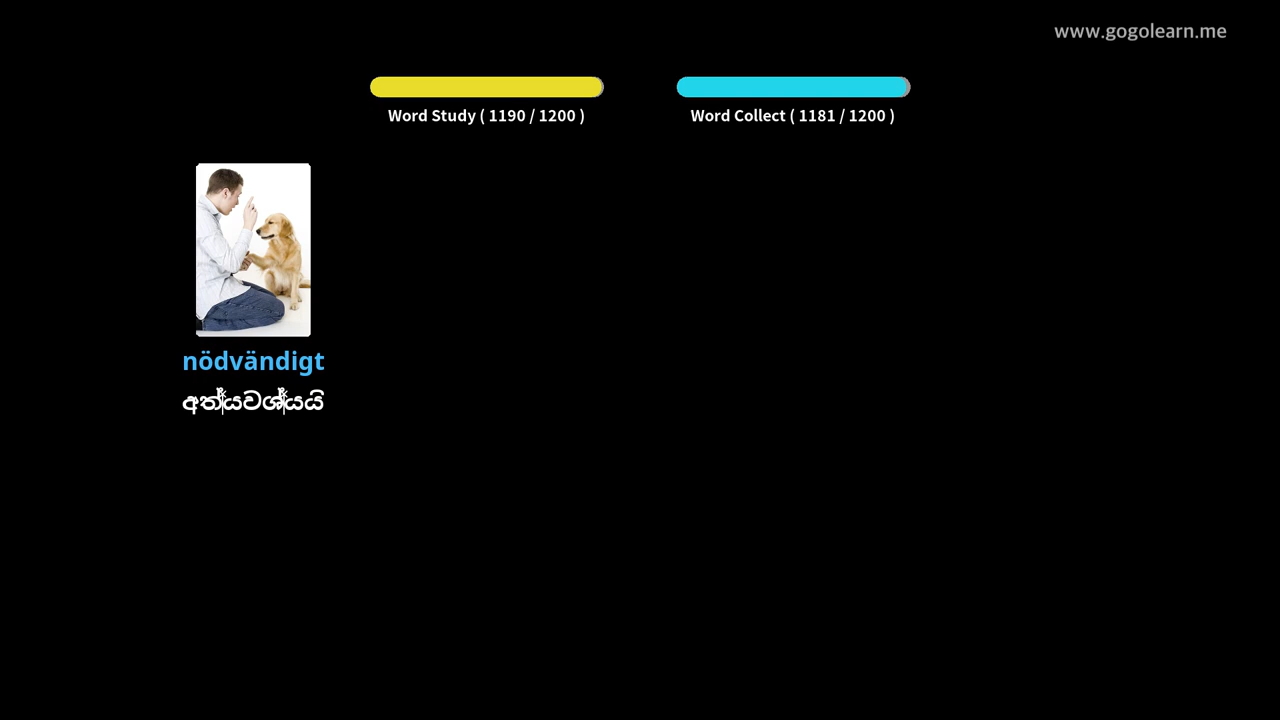 www.gogolearn.me
Word Study ( 1190 / 1200 )
Word Collect ( 1181 / 1200 )
nödvändigt
අත්‍යවශ්‍යයි